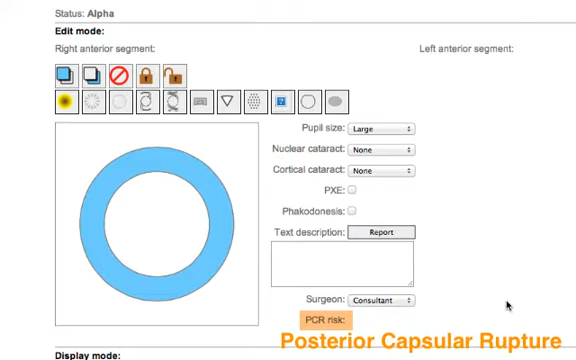 Status: Alpha
Edit mode:
Right anterior segment: Left anterior segment:
Pupil size: Large
Nuclear cataract: None
Cortical cataract: None
PXE:
Phakodonesis:
Text description: Report
Surgeon: Consultant
PCR risk:
Posterior Capsular Rupture
Display mode: